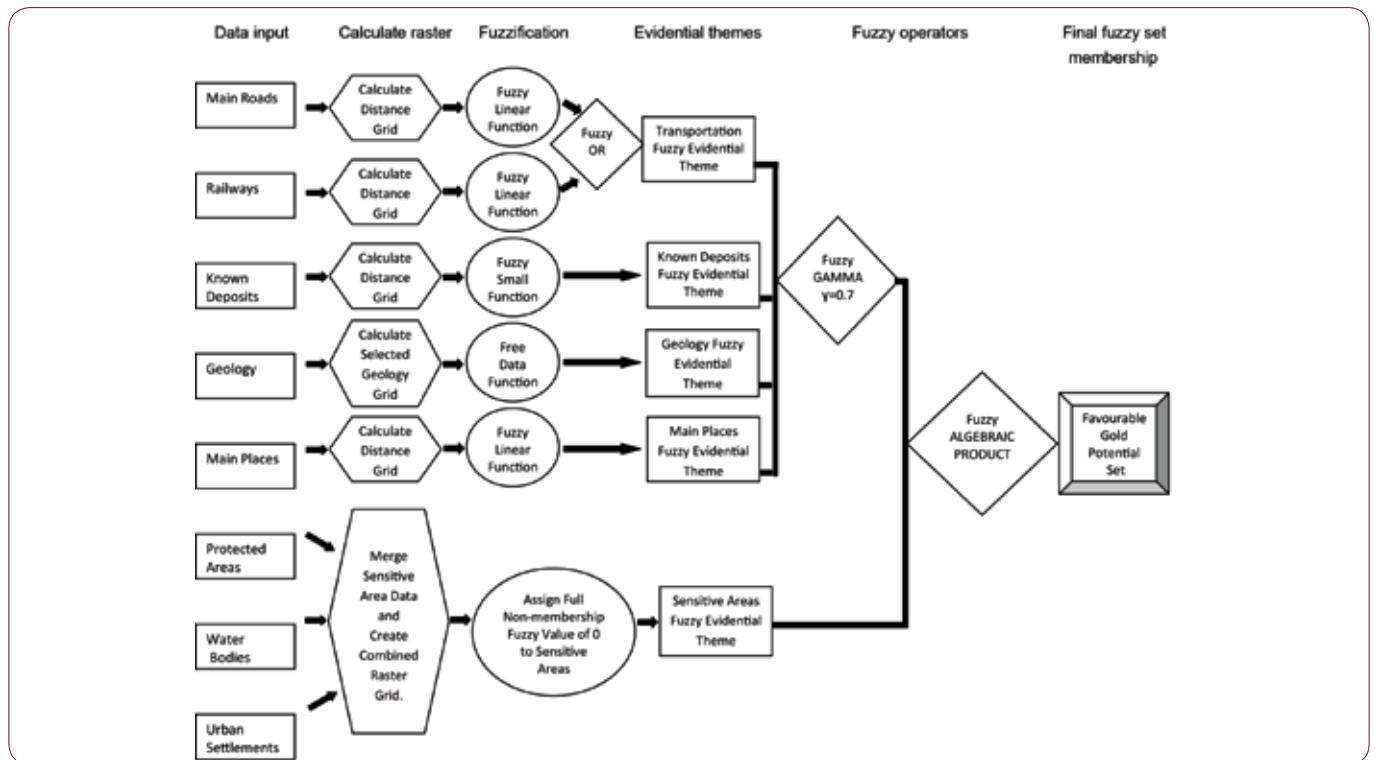 Data input
Calculate raster
Fuzzification
Evidential themes
Fuzzy operators
Final fuzzy set
membership
Main Roads
Calculate
Distance
Grid
Fuzzy
Linear
Function
Railways
Calculate
Distance
Grid
Fuzzy
Linear
Function
Fuzzy
OR
Transportation
Fuzzy Evidential
Theme
Known
Deposits
Calculate
Distance
Grid
Fuzzy
Small
Function
Known Deposits
Fuzzy Evidential
Theme
Geology
Calculate
Selected
Geology
Grid
Free
Data
Function
Geology Fuzzy
Evidential
Theme
Main Places
Calculate
Distance
Grid
Fuzzy
Linear
Function
Main Places
Fuzzy Evidential
Theme
Fuzzy
GAMMA
γ=0.7
Protected
Areas
Water
Bodies
Urban
Settlements
Merge
Sensitive
Area Data
and
Create
Combined
Raster
Grid.
Assign Full
Non-membership
Fuzzy Value of 0
to Sensitive
Areas
Sensitive Areas
Fuzzy Evidential
Theme
Fuzzy
ALGEBRAIC
PRODUCT
Favourable
Gold
Potential
Set